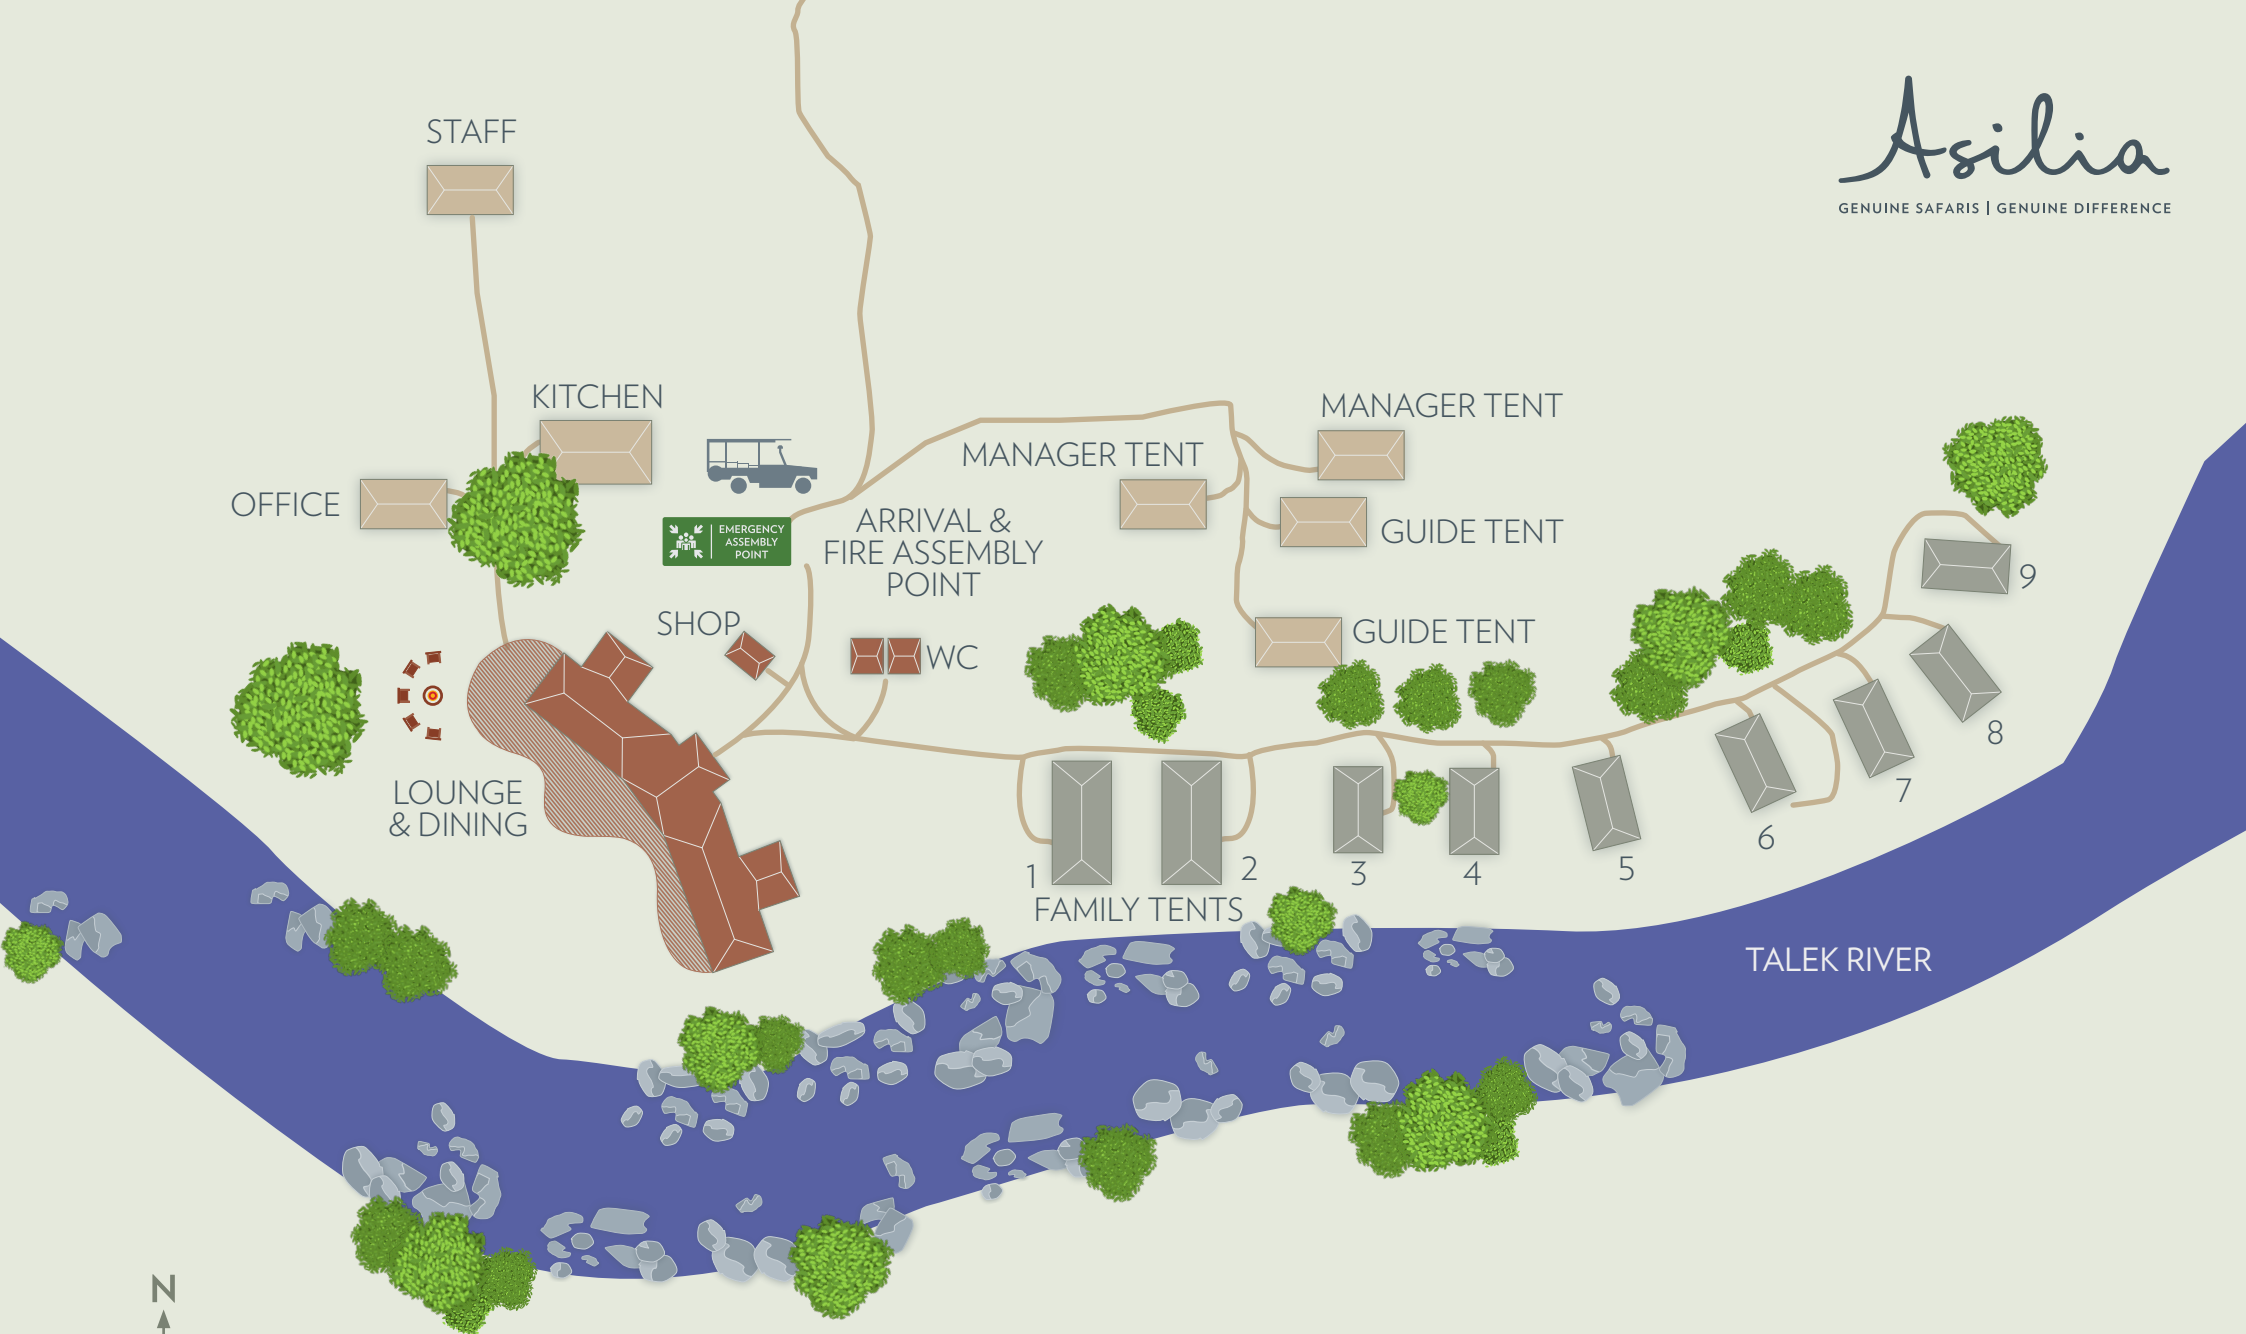 Asilia
GENUINE SAFARIS | GENUINE DIFFERENCE
STAFF
KITCHEN
OFFICE
EMERGENCY
ASSEMBLY
POINT
ARRIVAL &
FIRE ASSEMBLY
POINT
MANAGER TENT
MANAGER TENT
GUIDE TENT
GUIDE TENT
SHOP
WC
LOUNGE
& DINING
1
2
FAMILY TENTS
3
4
5
6
7
8
9
TALEK RIVER
N